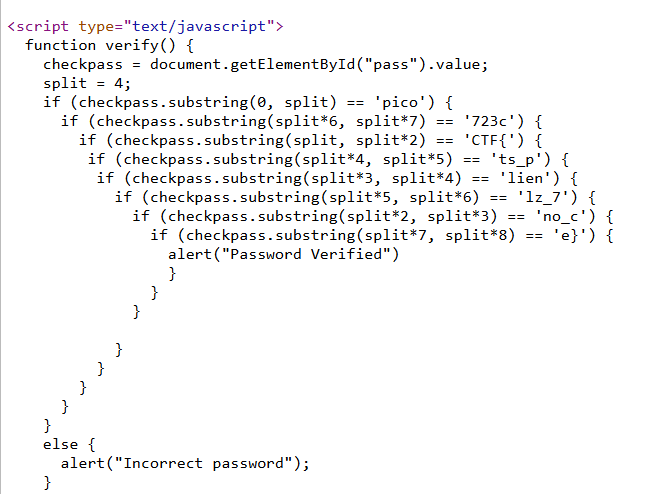 <script type="text/javascript">
  function verify() {
    checkpass = document.getElementById("pass").value;
    split = 4;
    if (checkpass.substring(0, split) == 'pico') {
      if (checkpass.substring(split*6, split*7) == '723c') {
        if (checkpass.substring(split, split*2) == 'CTF{') {
         if (checkpass.substring(split*4, split*5) == 'ts_p') {
          if (checkpass.substring(split*3, split*4) == 'lien') {
            if (checkpass.substring(split*5, split*6) == 'lz_7') {
              if (checkpass.substring(split*2, split*3) == 'no_c') {
                if (checkpass.substring(split*7, split*8) == 'e}') {
                  alert("Password Verified")
                  }
                }
              }

            }
          }
        }
      }
    }
    else {
      alert("Incorrect password");
    }